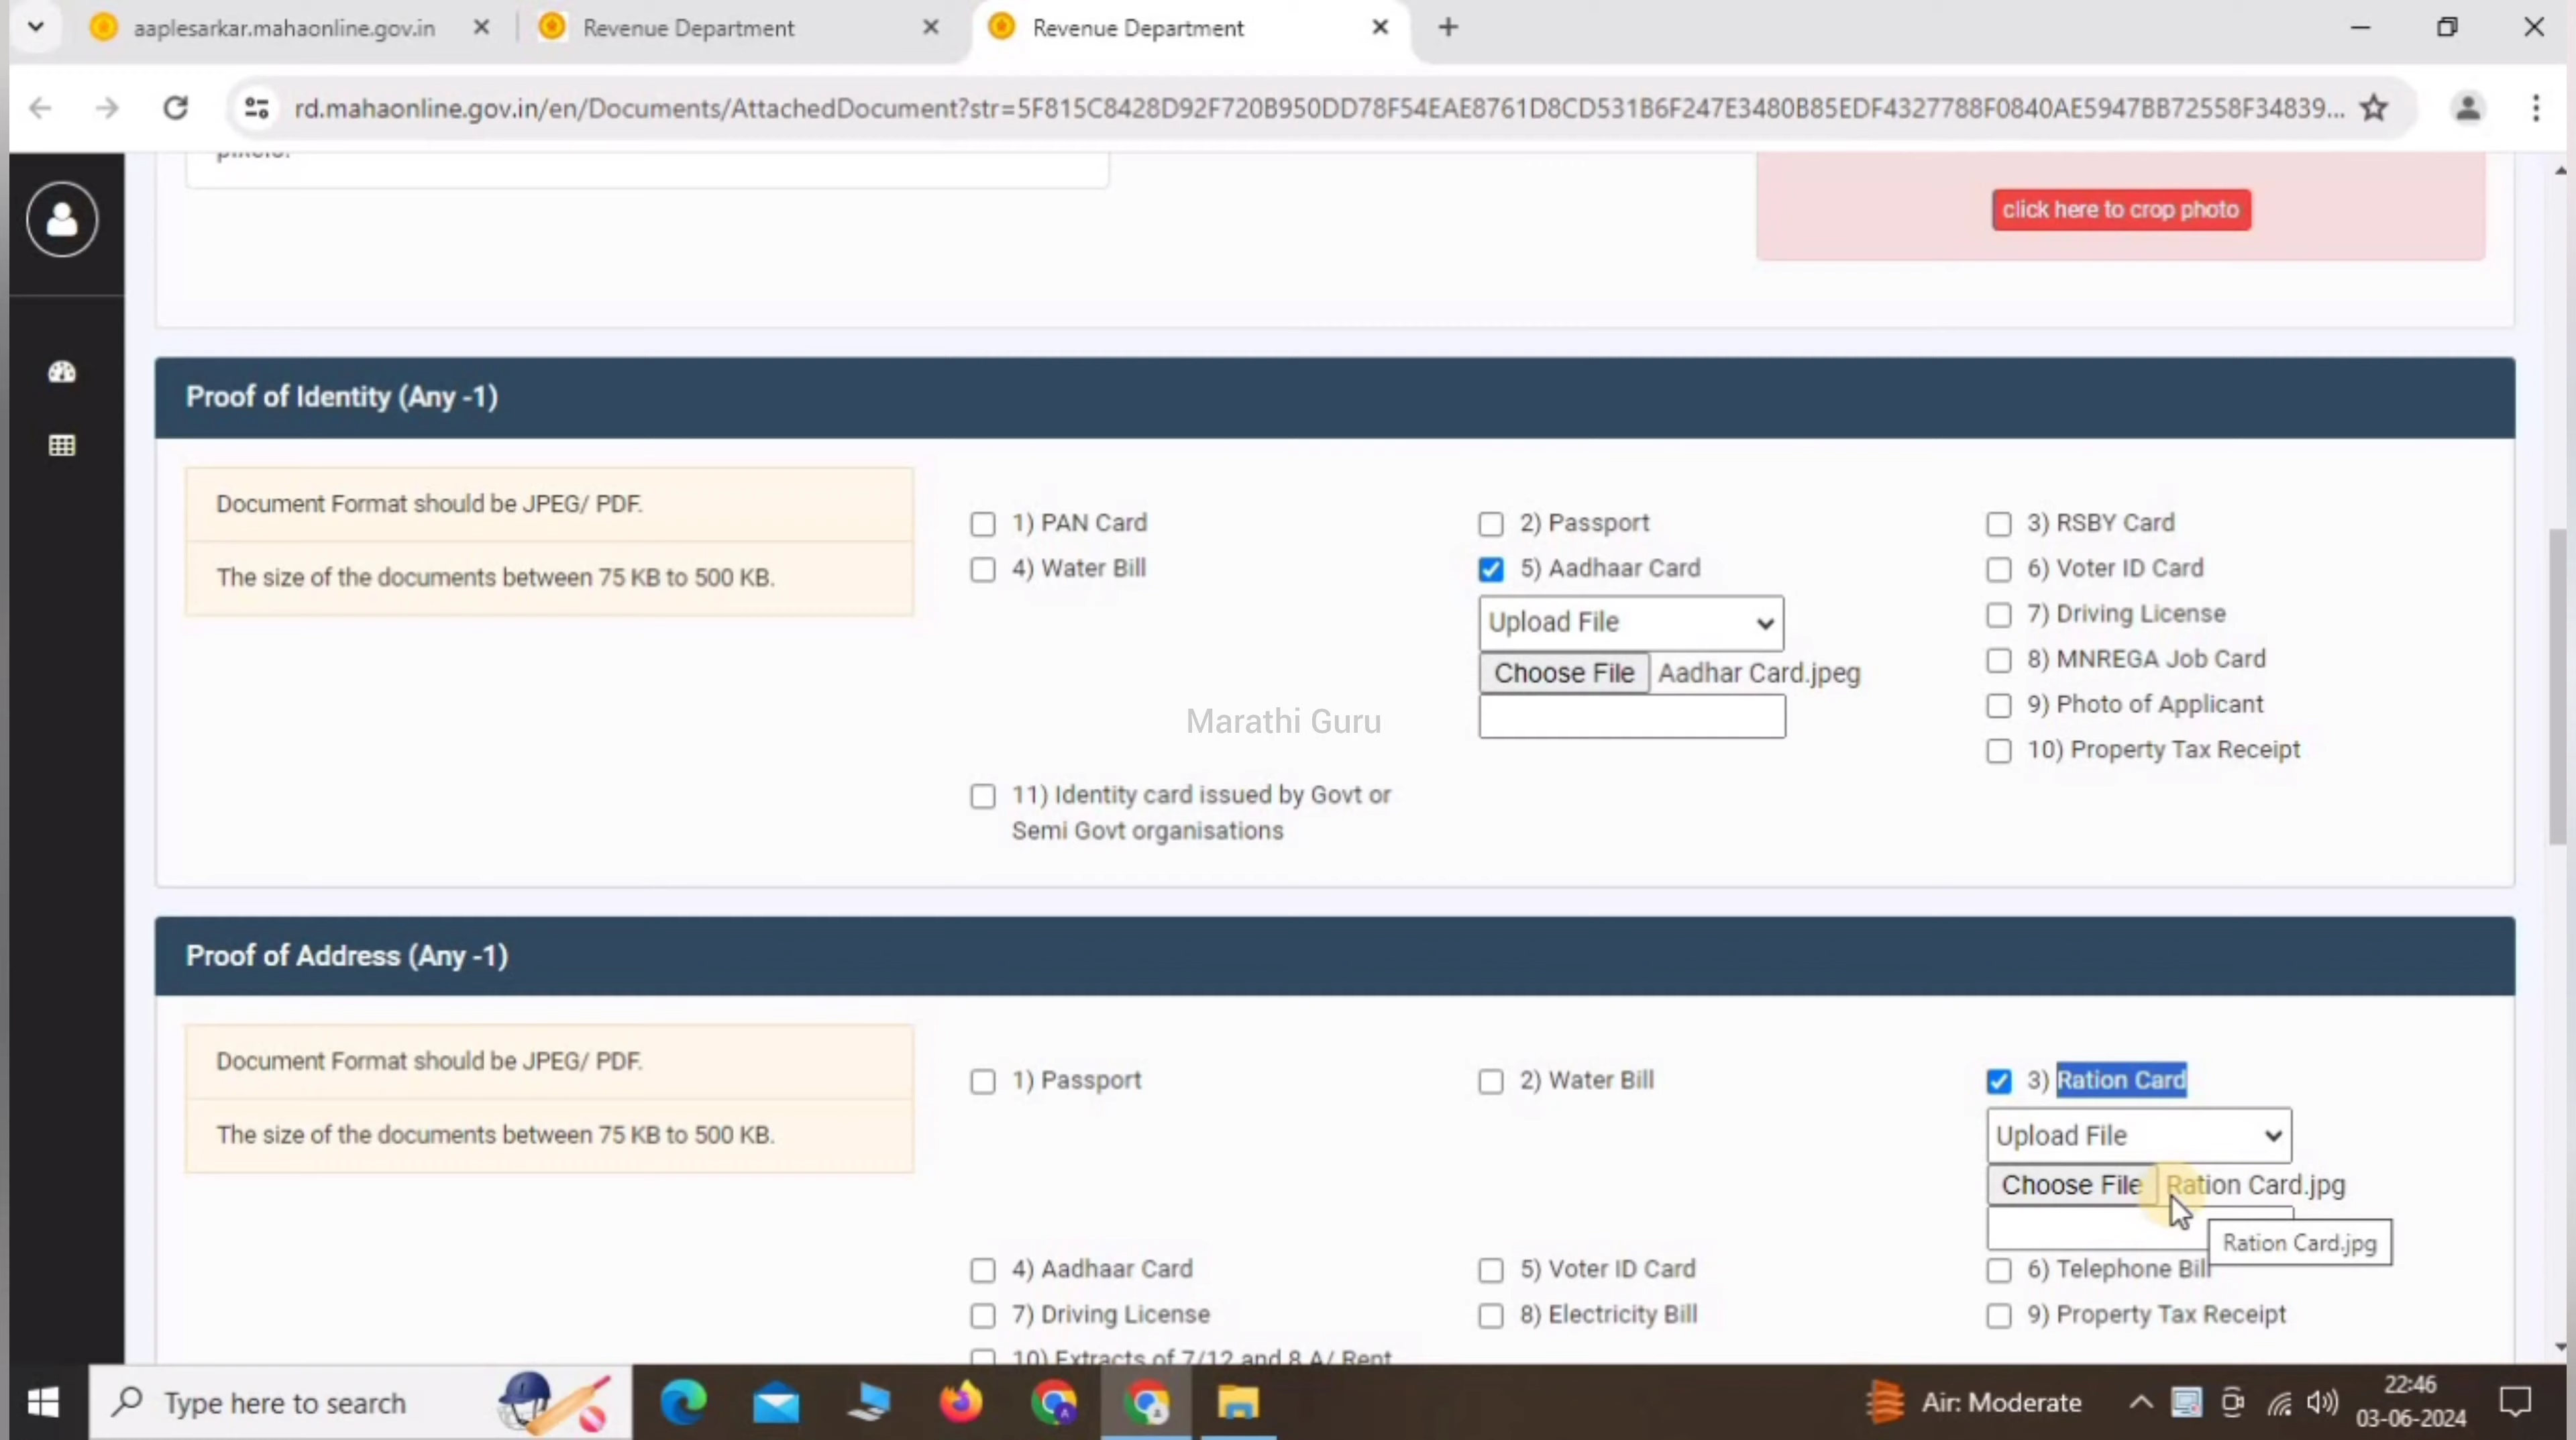 aaplesarkar.mahaonline.gov.in
Revenue Department
Revenue Department
rd.mahaonline.gov.in/en/Documents/AttachedDocument?str=5F815C8428D92F720B950DD78F54EAE8761D8CD531B6F247E3480B85EDF4327788F0840AE5947BB72558F34839...
click here to crop photo
Proof of Identity (Any -1)
Document Format should be JPEG/ PDF.
The size of the documents between 75 KB to 500 KB.
1) PAN Card
2) Passport
3) RSBY Card
4) Water Bill
5) Aadhaar Card
6) Voter ID Card
Upload File
7) Driving License
Choose File Aadhar Card.jpeg
8) MNREGA Job Card
Marathi Guru
9) Photo of Applicant
10) Property Tax Receipt
11) Identity card issued by Govt or
Semi Govt organisations
Proof of Address (Any -1)
Document Format should be JPEG/ PDF.
The size of the documents between 75 KB to 500 KB.
1) Passport
2) Water Bill
3) Ration Card
Upload File
Choose File Ration Card.jpg
Ration Card.jpg
4) Aadhaar Card
5) Voter ID Card
6) Telephone Bill
7) Driving License
8) Electricity Bill
9) Property Tax Receipt
10) Extracts of 7/12 and 8 A/ Rent
Type here to search
Air: Moderate
22:46
03-06-2024